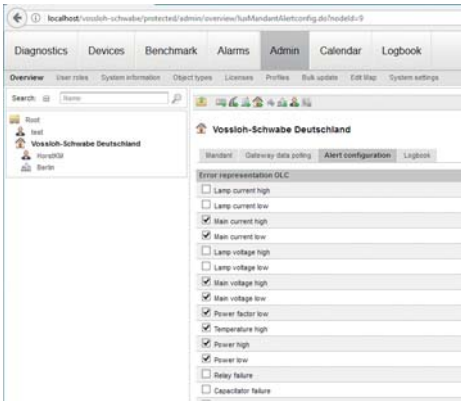 localhost/vossloh-schwabe/protected/admin/overview/luxMandantAlertconfig.do?nodeId=9
Diagnostics Devices Benchmark Alarms Admin Calendar Logbook
Overview User roles System information Object types Licenses Profiles Bulk update Edit Map System settings
Search: Name
Root
test
Vossloh-Schwabe Deutschland
HorstKM
Berlin
Vossloh-Schwabe Deutschland
Mandant Gateway data polling Alert configuration Logbook
Error representation OLC
Lamp current high
Lamp current low
Main current high
Main current low
Lamp voltage high
Lamp voltage low
Main voltage high
Main voltage low
Power factor low
Temperature high
Power high
Power low
Relay failure
Capacitator failure